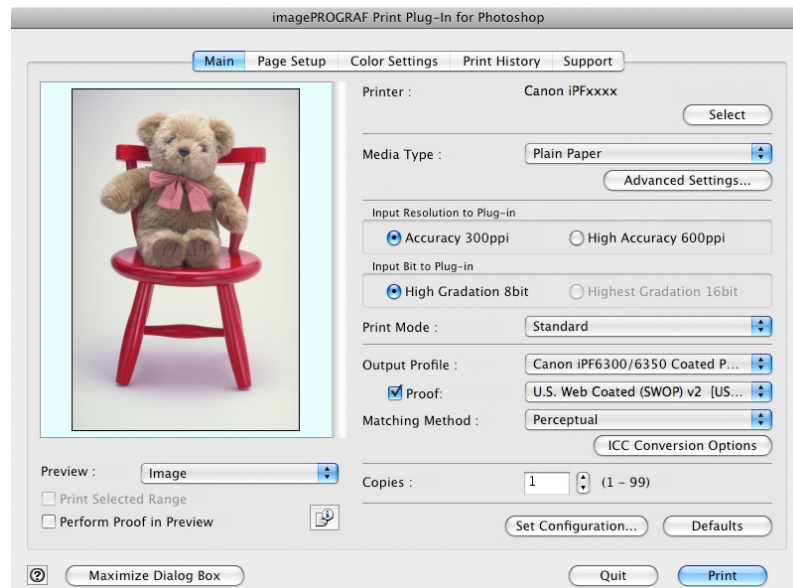 imagePROGRAF Print Plug-In for Photoshop
Main Page Setup Color Settings Print History Support
Printer : Canon iPFxxxx
Select
Media Type : Plain Paper
Advanced Settings...
Input Resolution to Plug-in
Accuracy 300ppi High Accuracy 600ppi
Input Bit to Plug-in
High Gradation 8bit Highest Gradation 16bit
Print Mode : Standard
Output Profile : Canon iPF6300/6350 Coated P...
Proof: U.S. Web Coated (SWOP) v2 [US...
Matching Method : Perceptual
ICC Conversion Options
Preview : Image
Print Selected Range
Perform Proof in Preview
Copies : 1 (1 – 99)
Set Configuration... Defaults
? Maximize Dialog Box Quit Print